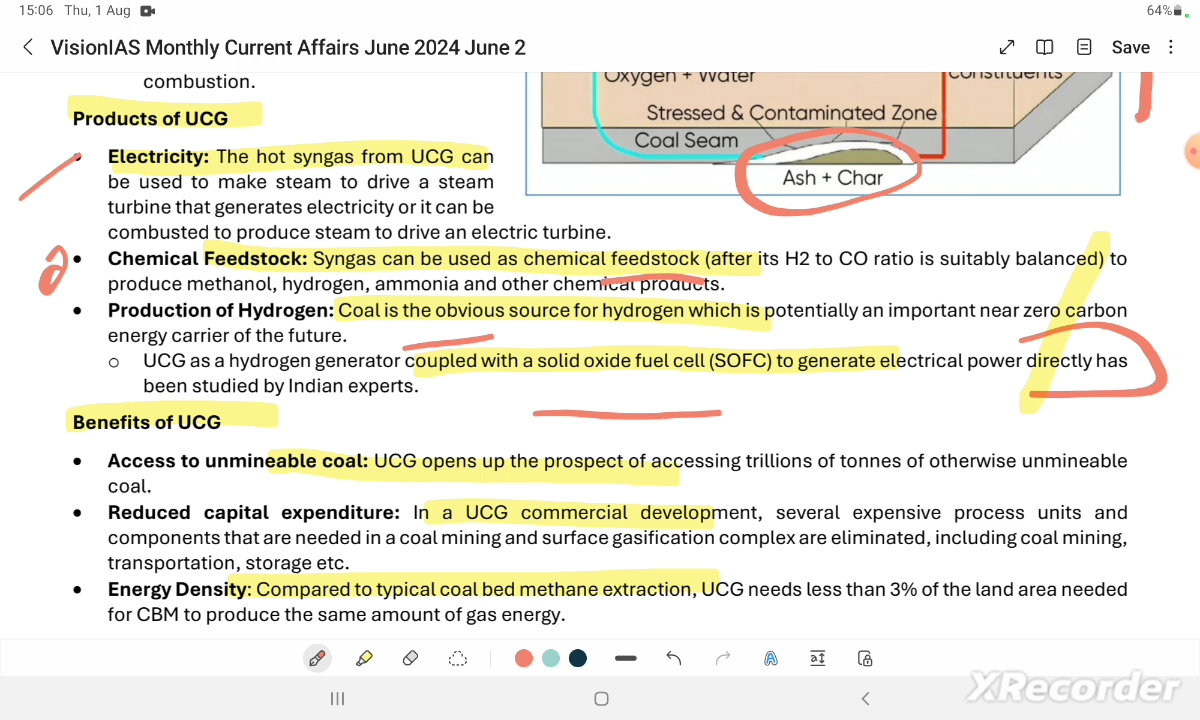 15:06 Thu, 1 Aug
64%
VisionIAS Monthly Current Affairs June 2024 June 2
Save
combustion.
Oxygen + Water
Constituents
Stressed & Contaminated Zone
Coal Seam
Ash + Char
Products of UCG
• Electricity: The hot syngas from UCG can
be used to make steam to drive a steam
turbine that generates electricity or it can be
combusted to produce steam to drive an electric turbine.
• Chemical Feedstock: Syngas can be used as chemical feedstock (after its H2 to CO ratio is suitably balanced) to
produce methanol, hydrogen, ammonia and other chemical products.
• Production of Hydrogen: Coal is the obvious source for hydrogen which is potentially an important near zero carbon
energy carrier of the future.
o UCG as a hydrogen generator coupled with a solid oxide fuel cell (SOFC) to generate electrical power directly has
been studied by Indian experts.
Benefits of UCG
• Access to unmineable coal: UCG opens up the prospect of accessing trillions of tonnes of otherwise unmineable
coal.
• Reduced capital expenditure: In a UCG commercial development, several expensive process units and
components that are needed in a coal mining and surface gasification complex are eliminated, including coal mining,
transportation, storage etc.
• Energy Density: Compared to typical coal bed methane extraction, UCG needs less than 3% of the land area needed
for CBM to produce the same amount of gas energy.
XRecorder